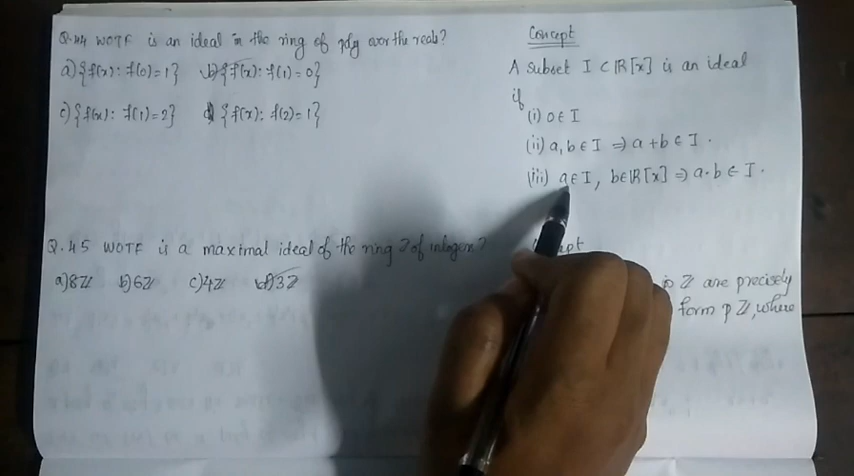 Q.44 WOTF is an ideal in the ring of poly over the reals?
a) {f(x): f(0)=1} b) {f(x): f(1)=0}
c) {f(x): f(1)=2} d) {f(x): f(2)=1}
Concept
A subset I ⊂ ℝ[x] is an ideal
if
(i) 0 ∈ I
(ii) a, b ∈ I ⇒ a + b ∈ I.
(iii) a ∈ I, b ∈ ℝ[x] ⇒ a·b ∈ I.
Q.45 WOTF is a maximal ideal of the ring ℤ of integers?
a) 8ℤ b) 6ℤ c) 4ℤ d) 3ℤ
ℤ are precisely
form pℤ, where